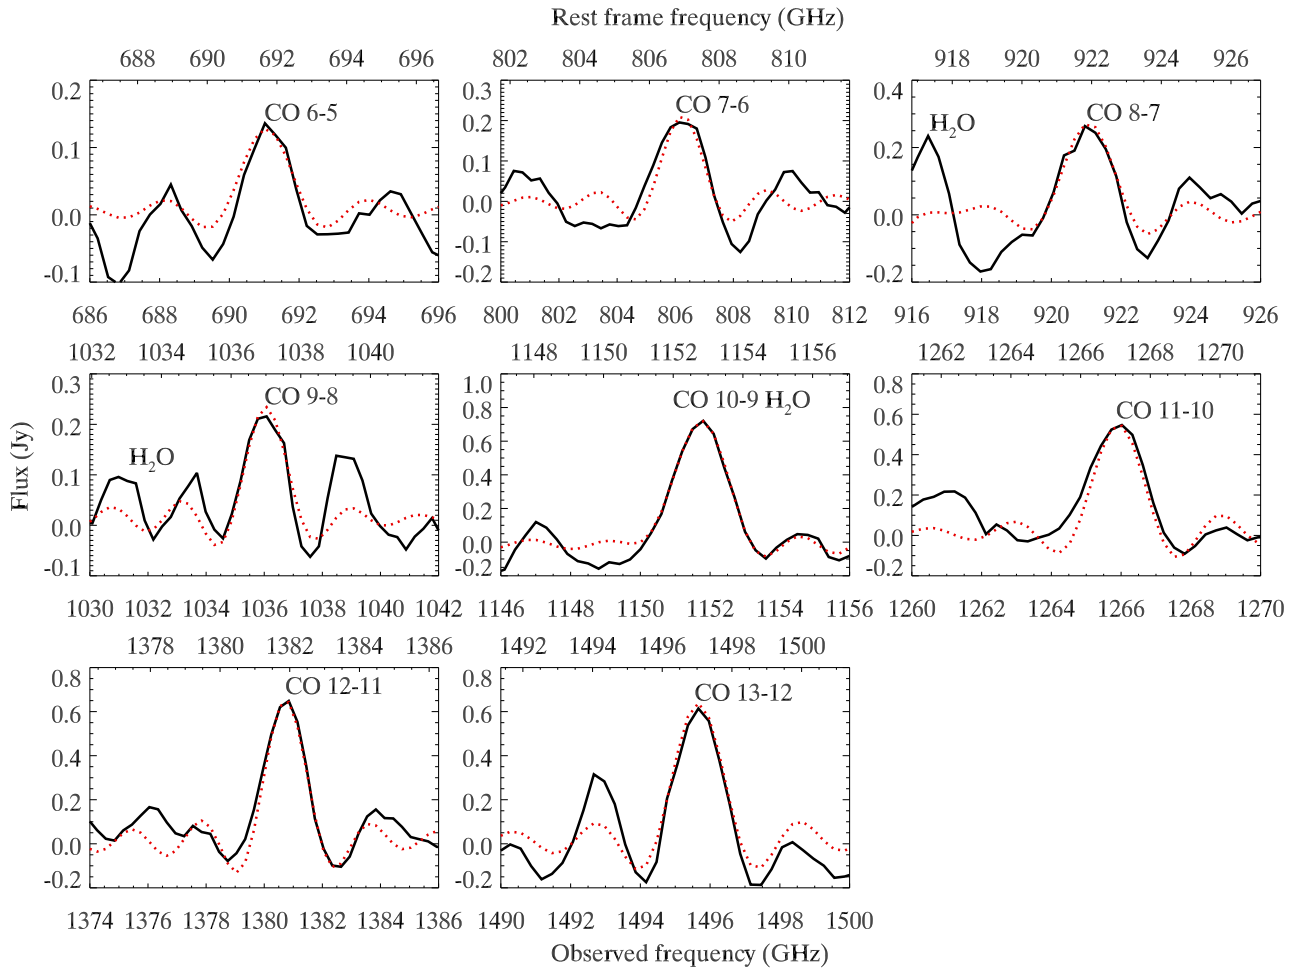 Rest frame frequency (GHz)
688 690 692 694 696
802 804 806 808 810
918 920 922 924 926
0.2
0.1
0.0
-0.1
CO 6-5
0.3
0.2
0.1
0.0
-0.1
-0.2
CO 7-6
0.4
0.2
0.0
-0.2
H2O
CO 8-7
686 688 690 692 694 696
800 802 804 806 808 810 812
916 918 920 922 924 926
1032 1034 1036 1038 1040
1148 1150 1152 1154 1156
1262 1264 1266 1268 1270
Flux (Jy)
0.3
0.2
0.1
0.0
-0.1
H2O
CO 9-8
1.0
0.8
0.6
0.4
0.2
0.0
-0.2
CO 10-9 H2O
0.8
0.6
0.4
0.2
0.0
-0.2
CO 11-10
1030 1032 1034 1036 1038 1040 1042
1146 1148 1150 1152 1154 1156
1260 1262 1264 1266 1268 1270
1378 1380 1382 1384 1386
1492 1494 1496 1498 1500
0.8
0.6
0.4
0.2
0.0
-0.2
CO 12-11
0.8
0.6
0.4
0.2
0.0
-0.2
CO 13-12
1374 1376 1378 1380 1382 1384 1386
1490 1492 1494 1496 1498 1500
Observed frequency (GHz)